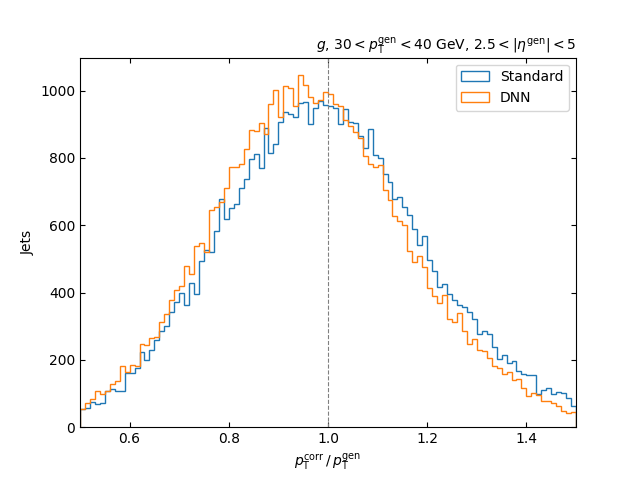 g, 30 < p_T^gen < 40 GeV, 2.5 < |η^gen| < 5
Standard
DNN
Jets
1000
800
600
400
200
0
0.6 0.8 1.0 1.2 1.4
p_T^corr / p_T^gen